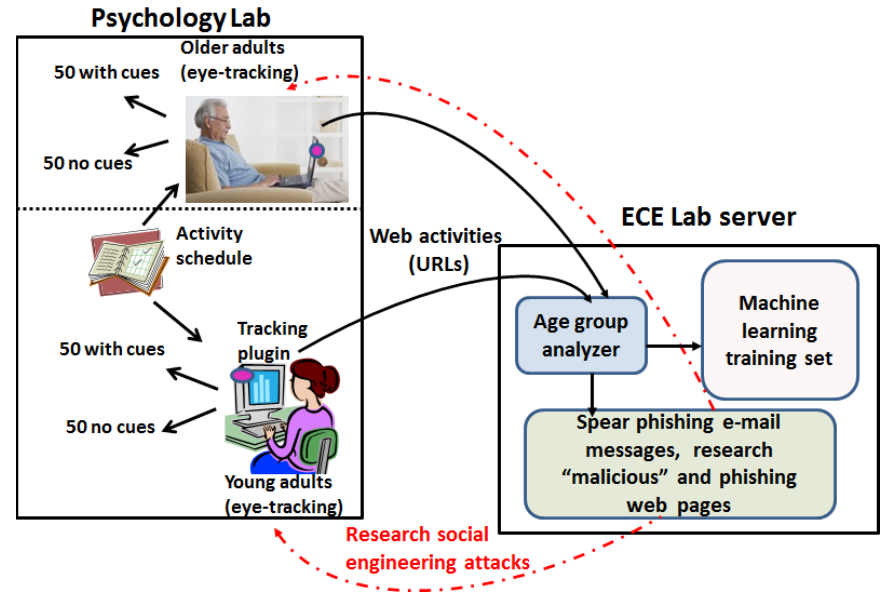 Psychology Lab
Older adults
(eye-tracking)
50 with cues
50 no cues
Activity
schedule
Tracking
plugin
50 with cues
50 no cues
Young adults
(eye-tracking)
Web activities
(URLs)
ECE Lab server
Age group
analyzer
Machine
learning
training set
Spear phishing e-mail
messages, research
“malicious” and phishing
web pages
Research social
engineering attacks